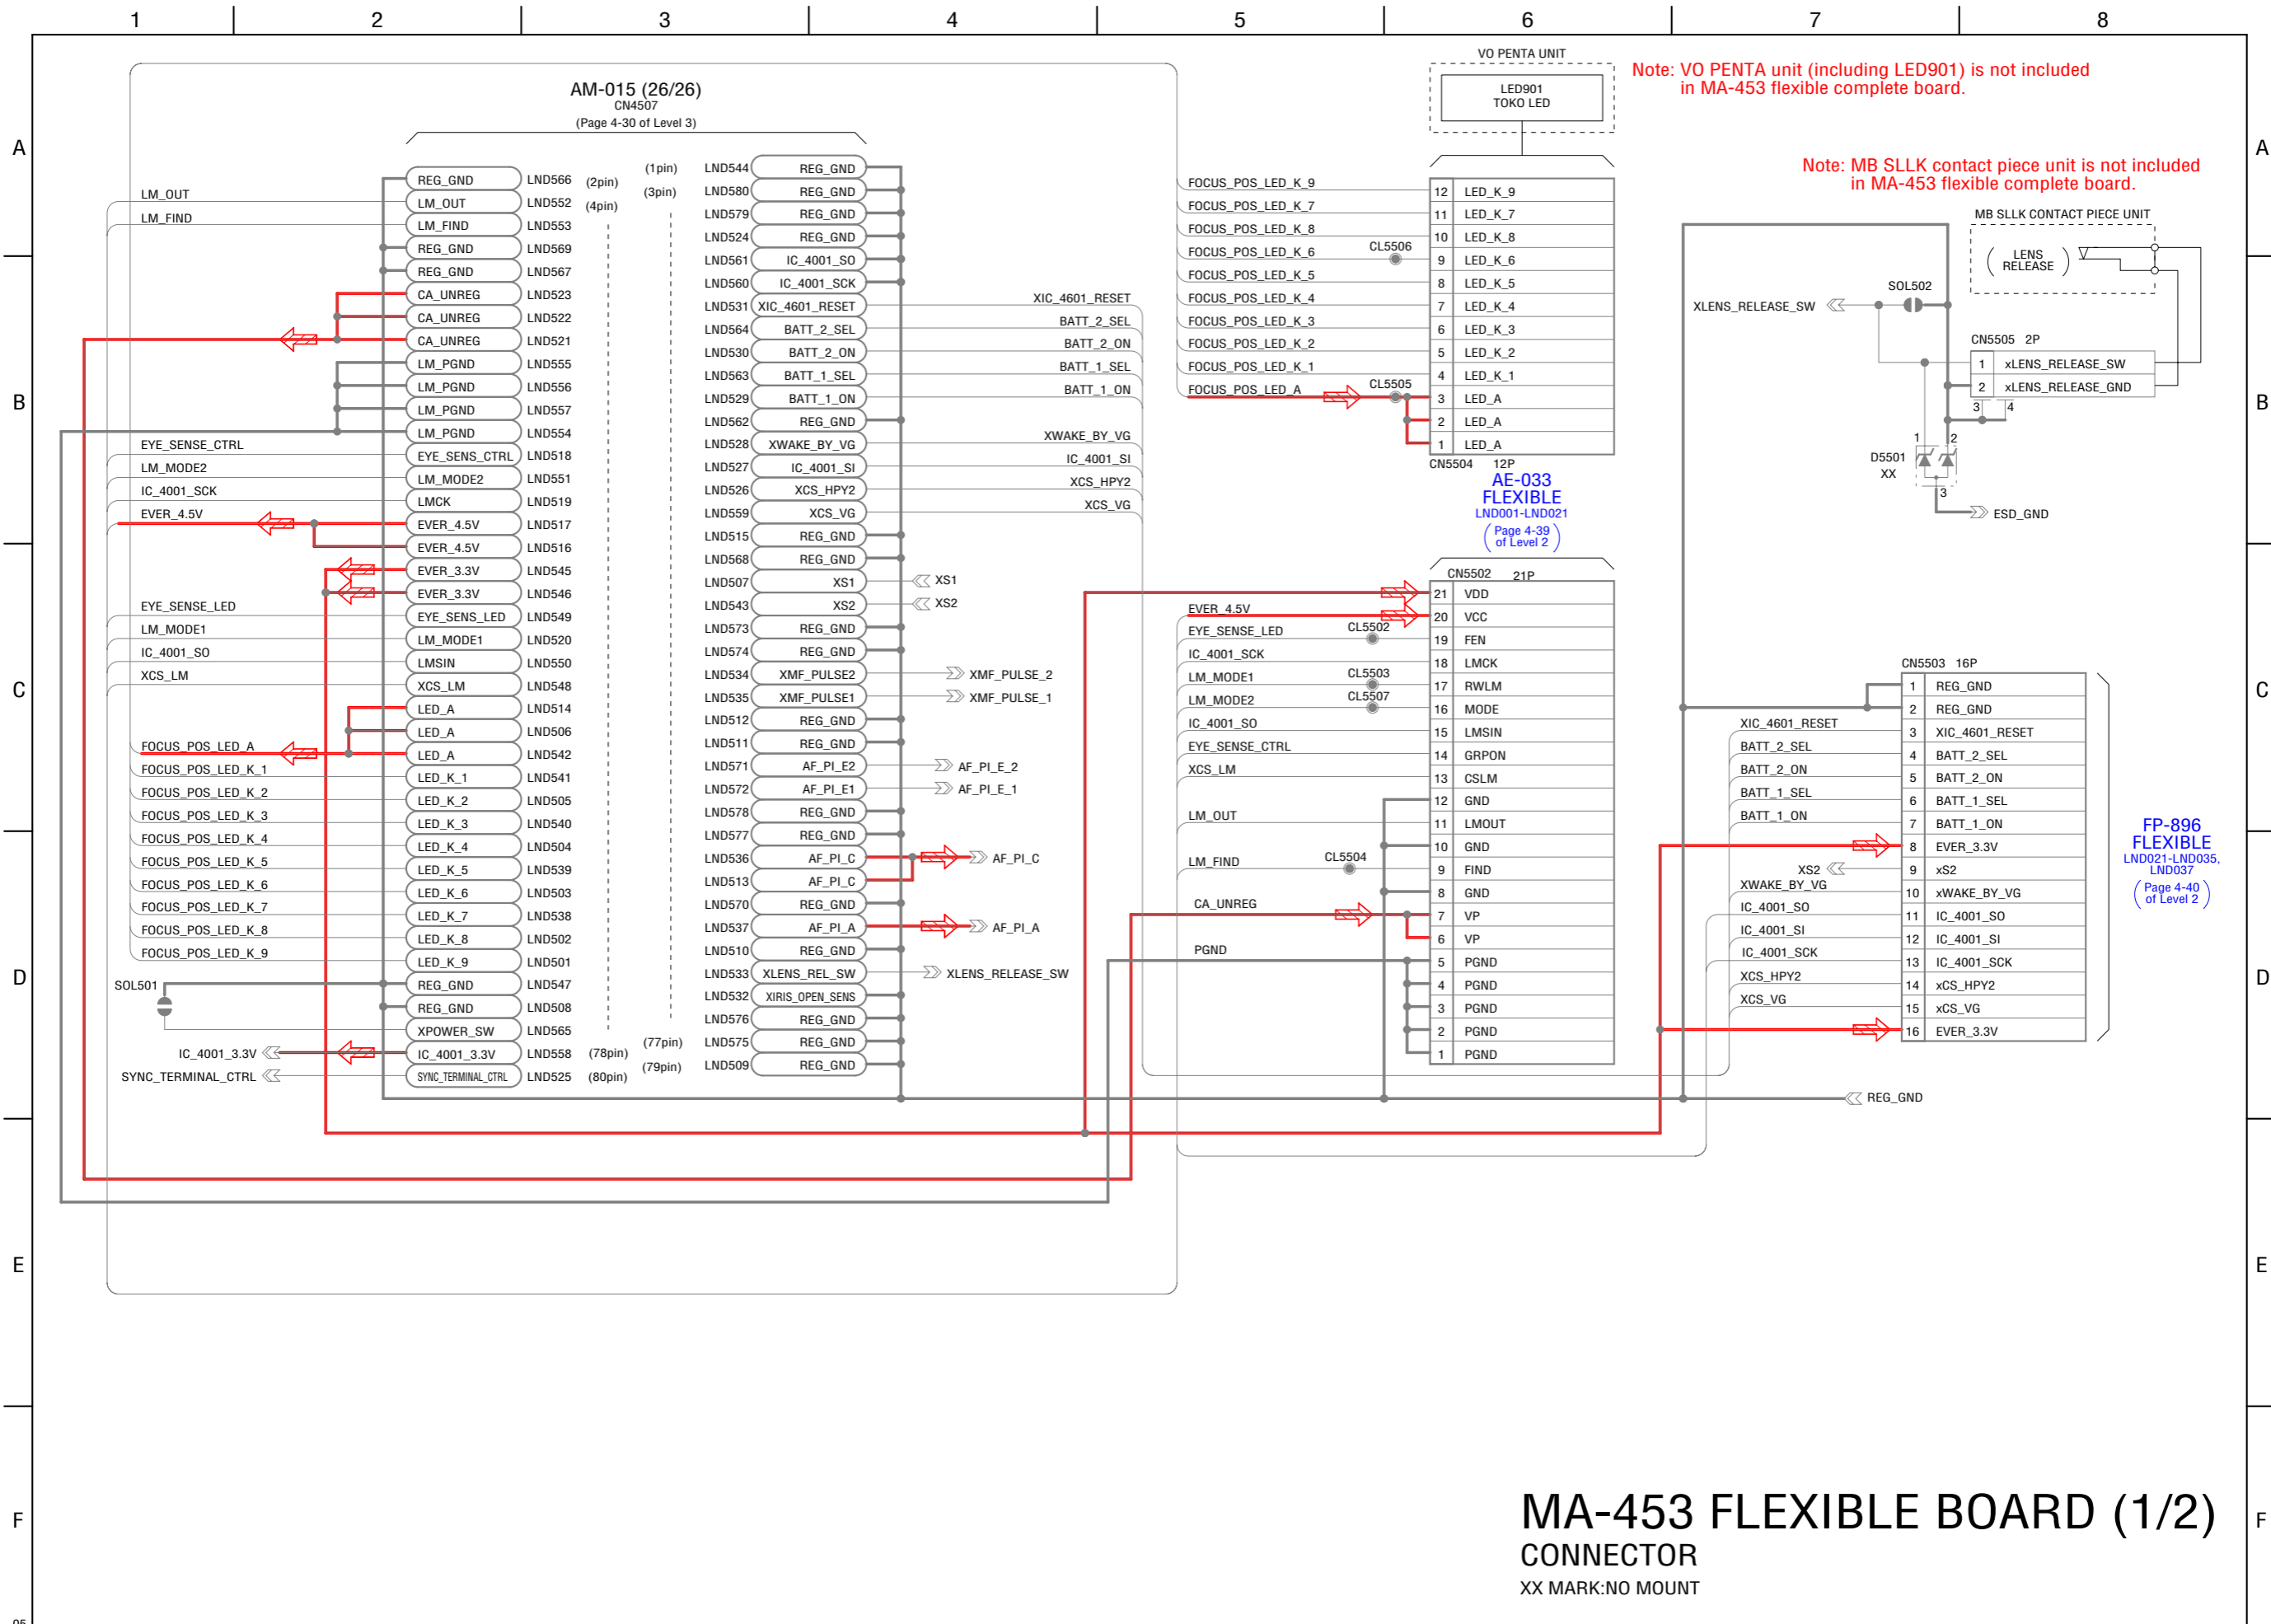 1 2 3 4 5 6 7 8
A
B
C
D
E
F
A
B
C
D
E
F
AM-015 (26/26)
CN4507
(Page 4-30 of Level 3)
LM_OUT
LM_FIND
EYE_SENSE_CTRL
LM_MODE2
IC_4001_SCK
EVER_4.5V
EYE_SENSE_LED
LM_MODE1
IC_4001_SO
XCS_LM
FOCUS_POS_LED_A
FOCUS_POS_LED_K_1
FOCUS_POS_LED_K_2
FOCUS_POS_LED_K_3
FOCUS_POS_LED_K_4
FOCUS_POS_LED_K_5
FOCUS_POS_LED_K_6
FOCUS_POS_LED_K_7
FOCUS_POS_LED_K_8
FOCUS_POS_LED_K_9
SOL501
IC_4001_3.3V
SYNC_TERMINAL_CTRL
REG_GND LND566 (2pin)
LM_OUT LND552 (4pin)
LM_FIND LND553
REG_GND LND569
REG_GND LND567
CA_UNREG LND523
CA_UNREG LND522
CA_UNREG LND521
LM_PGND LND555
LM_PGND LND556
LM_PGND LND557
LM_PGND LND554
EYE_SENS_CTRL LND518
LM_MODE2 LND551
LMCK LND519
EVER_4.5V LND517
EVER_4.5V LND516
EVER_3.3V LND545
EVER_3.3V LND546
EYE_SENS_LED LND549
LM_MODE1 LND520
LMSIN LND550
XCS_LM LND548
LED_A LND514
LED_A LND506
LED_A LND542
LED_K_1 LND541
LED_K_2 LND505
LED_K_3 LND540
LED_K_4 LND504
LED_K_5 LND539
LED_K_6 LND503
LED_K_7 LND538
LED_K_8 LND502
LED_K_9 LND501
REG_GND LND547
REG_GND LND508
XPOWER_SW LND565
IC_4001_3.3V LND558 (78pin)
SYNC_TERMINAL_CTRL LND525 (80pin)
(1pin) LND544 REG_GND
(3pin) LND580 REG_GND
LND579 REG_GND
LND524 REG_GND
LND561 IC_4001_SO
LND560 IC_4001_SCK
LND531 XIC_4601_RESET XIC_4601_RESET
LND564 BATT_2_SEL BATT_2_SEL
LND530 BATT_2_ON BATT_2_ON
LND563 BATT_1_SEL BATT_1_SEL
LND529 BATT_1_ON BATT_1_ON
LND562 REG_GND
LND528 XWAKE_BY_VG XWAKE_BY_VG
LND527 IC_4001_SI IC_4001_SI
LND526 XCS_HPY2 XCS_HPY2
LND559 XCS_VG XCS_VG
LND515 REG_GND
LND568 REG_GND
LND507 XS1 XS1
LND543 XS2 XS2
LND573 REG_GND
LND574 REG_GND
LND534 XMF_PULSE2 XMF_PULSE_2
LND535 XMF_PULSE1 XMF_PULSE_1
LND512 REG_GND
LND511 REG_GND
LND571 AF_PI_E2 AF_PI_E_2
LND572 AF_PI_E1 AF_PI_E_1
LND578 REG_GND
LND577 REG_GND
LND536 AF_PI_C AF_PI_C
LND513 AF_PI_C
LND570 REG_GND
LND537 AF_PI_A AF_PI_A
LND510 REG_GND
LND533 XLENS_REL_SW XLENS_RELEASE_SW
LND532 XIRIS_OPEN_SENS
LND576 REG_GND
(77pin) LND575 REG_GND
(79pin) LND509 REG_GND
VO PENTA UNIT
LED901
TOKO LED
Note: VO PENTA unit (including LED901) is not included
in MA-453 flexible complete board.
FOCUS_POS_LED_K_9 12 LED_K_9
FOCUS_POS_LED_K_7 11 LED_K_7
FOCUS_POS_LED_K_8 10 LED_K_8
FOCUS_POS_LED_K_6 CL5506 9 LED_K_6
FOCUS_POS_LED_K_5 8 LED_K_5
FOCUS_POS_LED_K_4 7 LED_K_4
FOCUS_POS_LED_K_3 6 LED_K_3
FOCUS_POS_LED_K_2 5 LED_K_2
FOCUS_POS_LED_K_1 4 LED_K_1
FOCUS_POS_LED_A CL5505 3 LED_A
2 LED_A
1 LED_A
CN5504 12P
AE-033
FLEXIBLE
LND001-LND021
(Page 4-39
of Level 2)
CN5502 21P
21 VDD
EVER_4.5V 20 VCC
EYE_SENSE_LED CL5502 19 FEN
IC_4001_SCK 18 LMCK
LM_MODE1 CL5503 17 RWLM
LM_MODE2 CL5507 16 MODE
IC_4001_SO 15 LMSIN
EYE_SENSE_CTRL 14 GRPON
XCS_LM 13 CSLM
12 GND
LM_OUT 11 LMOUT
10 GND
LM_FIND CL5504 9 FIND
8 GND
CA_UNREG 7 VP
6 VP
PGND 5 PGND
4 PGND
3 PGND
2 PGND
1 PGND
Note: MB SLLK contact piece unit is not included
in MA-453 flexible complete board.
MB SLLK CONTACT PIECE UNIT
(LENS
RELEASE)
SOL502
XLENS_RELEASE_SW
CN5505 2P
1 xLENS_RELEASE_SW
2 xLENS_RELEASE_GND
3 4
1 2
D5501
XX
3
ESD_GND
CN5503 16P
1 REG_GND
2 REG_GND
XIC_4601_RESET 3 XIC_4601_RESET
BATT_2_SEL 4 BATT_2_SEL
BATT_2_ON 5 BATT_2_ON
BATT_1_SEL 6 BATT_1_SEL
BATT_1_ON 7 BATT_1_ON
8 EVER_3.3V
XS2 9 xS2
XWAKE_BY_VG 10 xWAKE_BY_VG
IC_4001_SO 11 IC_4001_SO
IC_4001_SI 12 IC_4001_SI
IC_4001_SCK 13 IC_4001_SCK
XCS_HPY2 14 xCS_HPY2
XCS_VG 15 xCS_VG
16 EVER_3.3V
FP-896
FLEXIBLE
LND021-LND035,
LND037
(Page 4-40
of Level 2)
REG_GND
MA-453 FLEXIBLE BOARD (1/2)
CONNECTOR
XX MARK:NO MOUNT